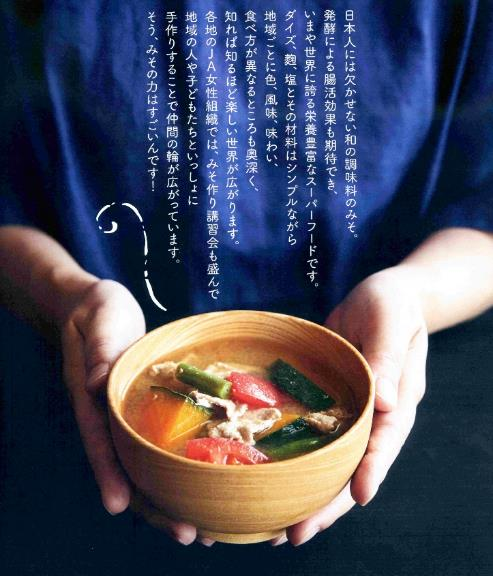 日本人には欠かせない和の調味料のみそ。
発酵による腸活効果も期待でき、
いまや世界に誇る栄養豊富なスーパーフードです。
ダイズ、麹、塩とその材料はシンプルながら
地域ごとに色、風味、味わい、
食べ方が異なるところも奥深く、
知れば知るほど楽しい世界が広がります。
各地のJA女性組織では、みそ作り講習会も盛んで
地域の人や子どもたちといっしょに
手作りすることで仲間の輪が広がっています。
そう、みその力はすごいんです！